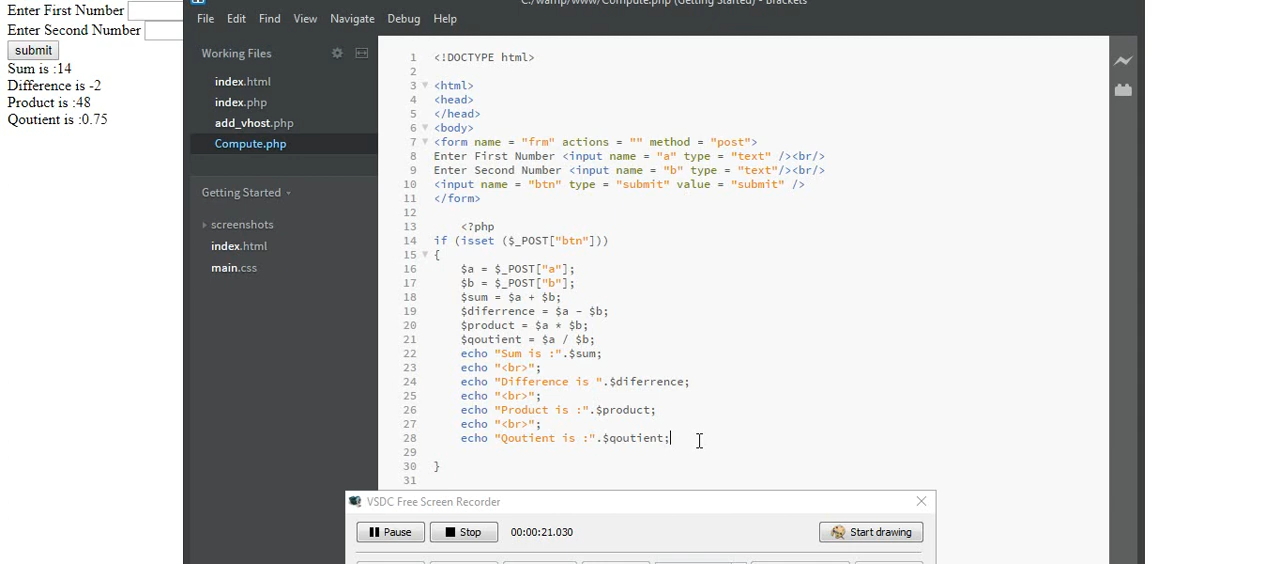 Enter First Number
Enter Second Number
submit
Sum is :14
Difference is -2
Product is :48
Qoutient is :0.75
C:/wamp/www/Compute.php (Getting Started) - Brackets
File Edit Find View Navigate Debug Help
Working Files
index.html
index.php
add_vhost.php
Compute.php
Getting Started
screenshots
index.html
main.css
1 <!DOCTYPE html>
2
3 <html>
4 <head>
5 </head>
6 <body>
7 <form name = "frm" actions = "" method = "post">
8 Enter First Number <input name = "a" type = "text" /><br/>
9 Enter Second Number <input name = "b" type = "text"/><br/>
10 <input name = "btn" type = "submit" value = "submit" />
11 </form>
12
13 <?php
14 if (isset ($_POST["btn"]))
15 {
16 $a = $_POST["a"];
17 $b = $_POST["b"];
18 $sum = $a + $b;
19 $diferrence = $a - $b;
20 $product = $a * $b;
21 $qoutient = $a / $b;
22 echo "Sum is :".$sum;
23 echo "<br>";
24 echo "Difference is ".$diferrence;
25 echo "<br>";
26 echo "Product is :".$product;
27 echo "<br>";
28 echo "Qoutient is :".$qoutient;
29
30 }
31
VSDC Free Screen Recorder
Pause Stop 00:00:21.030 Start drawing